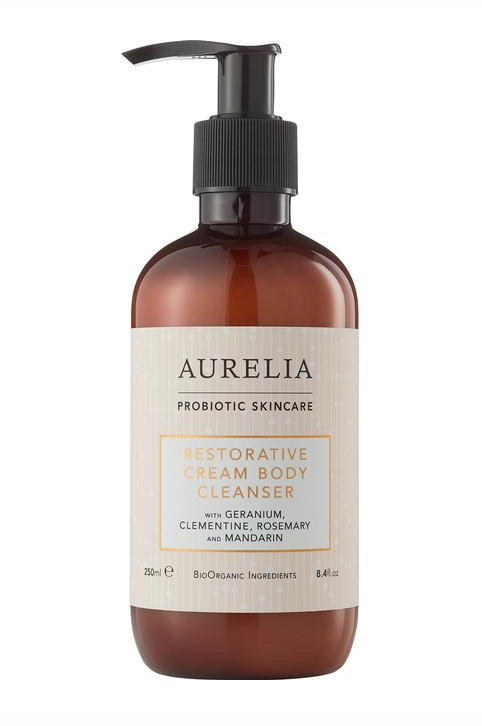 AURELIA
PROBIOTIC SKINCARE
RESTORATIVE
CREAM BODY
CLEANSER
WITH GERANIUM,
CLEMENTINE, ROSEMARY
AND MANDARIN
250ml ℮ BioOrganic Ingredients 8.4fl.oz